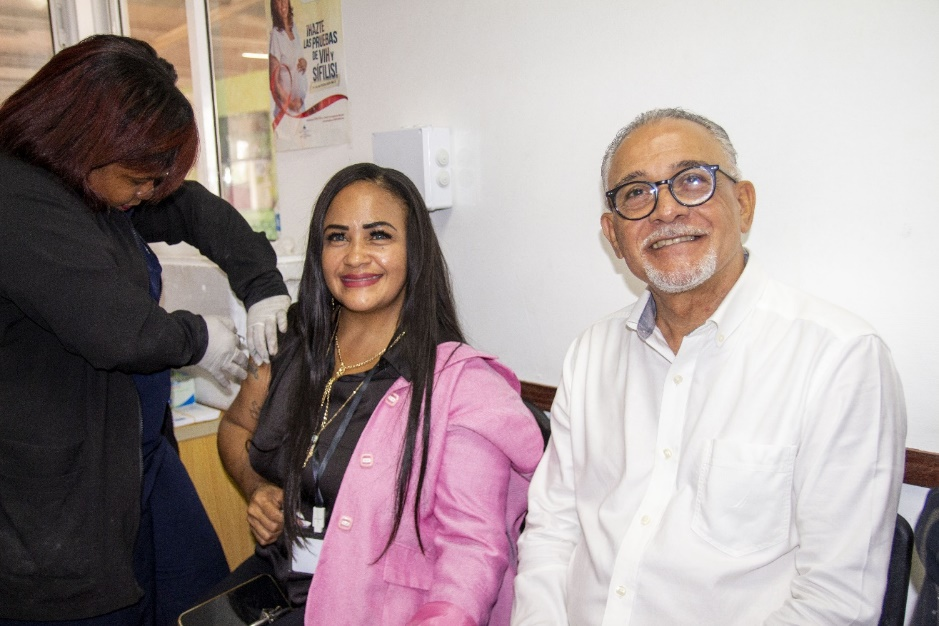 ¡HAZTE
LAS PRUEBAS
DE VIH Y
SÍFILIS!